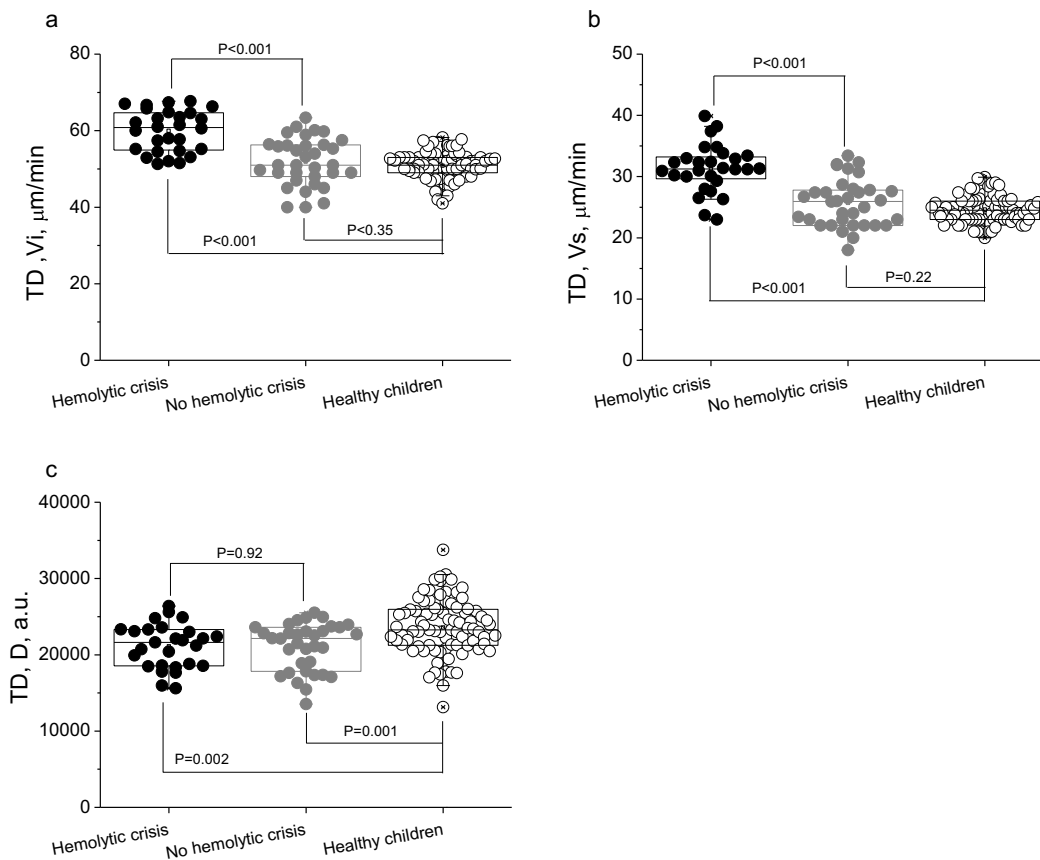 a
TD ,Vi, μm/min
80
60
40
20
0
P<0.001
P<0.35
P<0.001
Hemolytic crisis
No hemolytic crisis
Healthy children
b
TD, Vs, μm/min
50
40
30
20
10
0
P<0.001
P=0.22
P<0.001
Hemolytic crisis
No hemolytic crisis
Healthy children
c
TD, D, a.u.
40000
30000
20000
10000
0
P=0.92
P=0.001
P=0.002
Hemolytic crisis
No hemolytic crisis
Healthy children